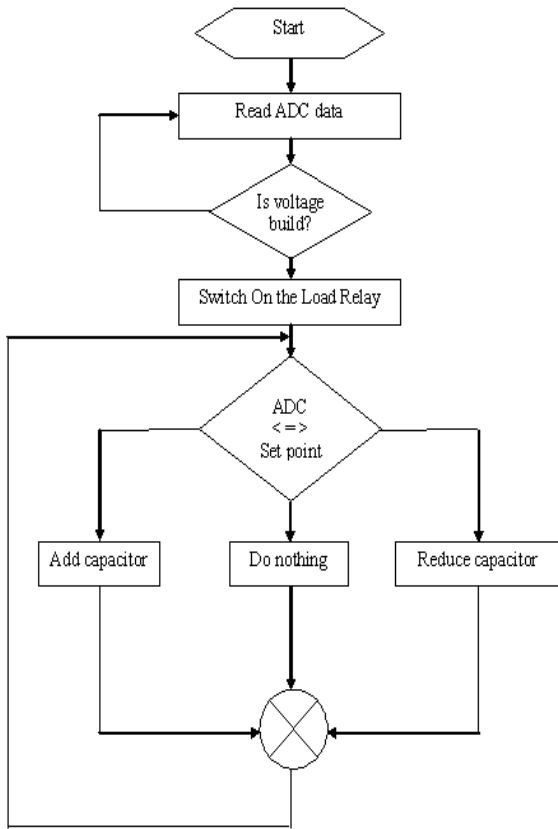 Start
Read ADC data
Is voltage
build?
Switch On the Load Relay
ADC
< = >
Set point
Add capacitor
Do nothing
Reduce capacitor